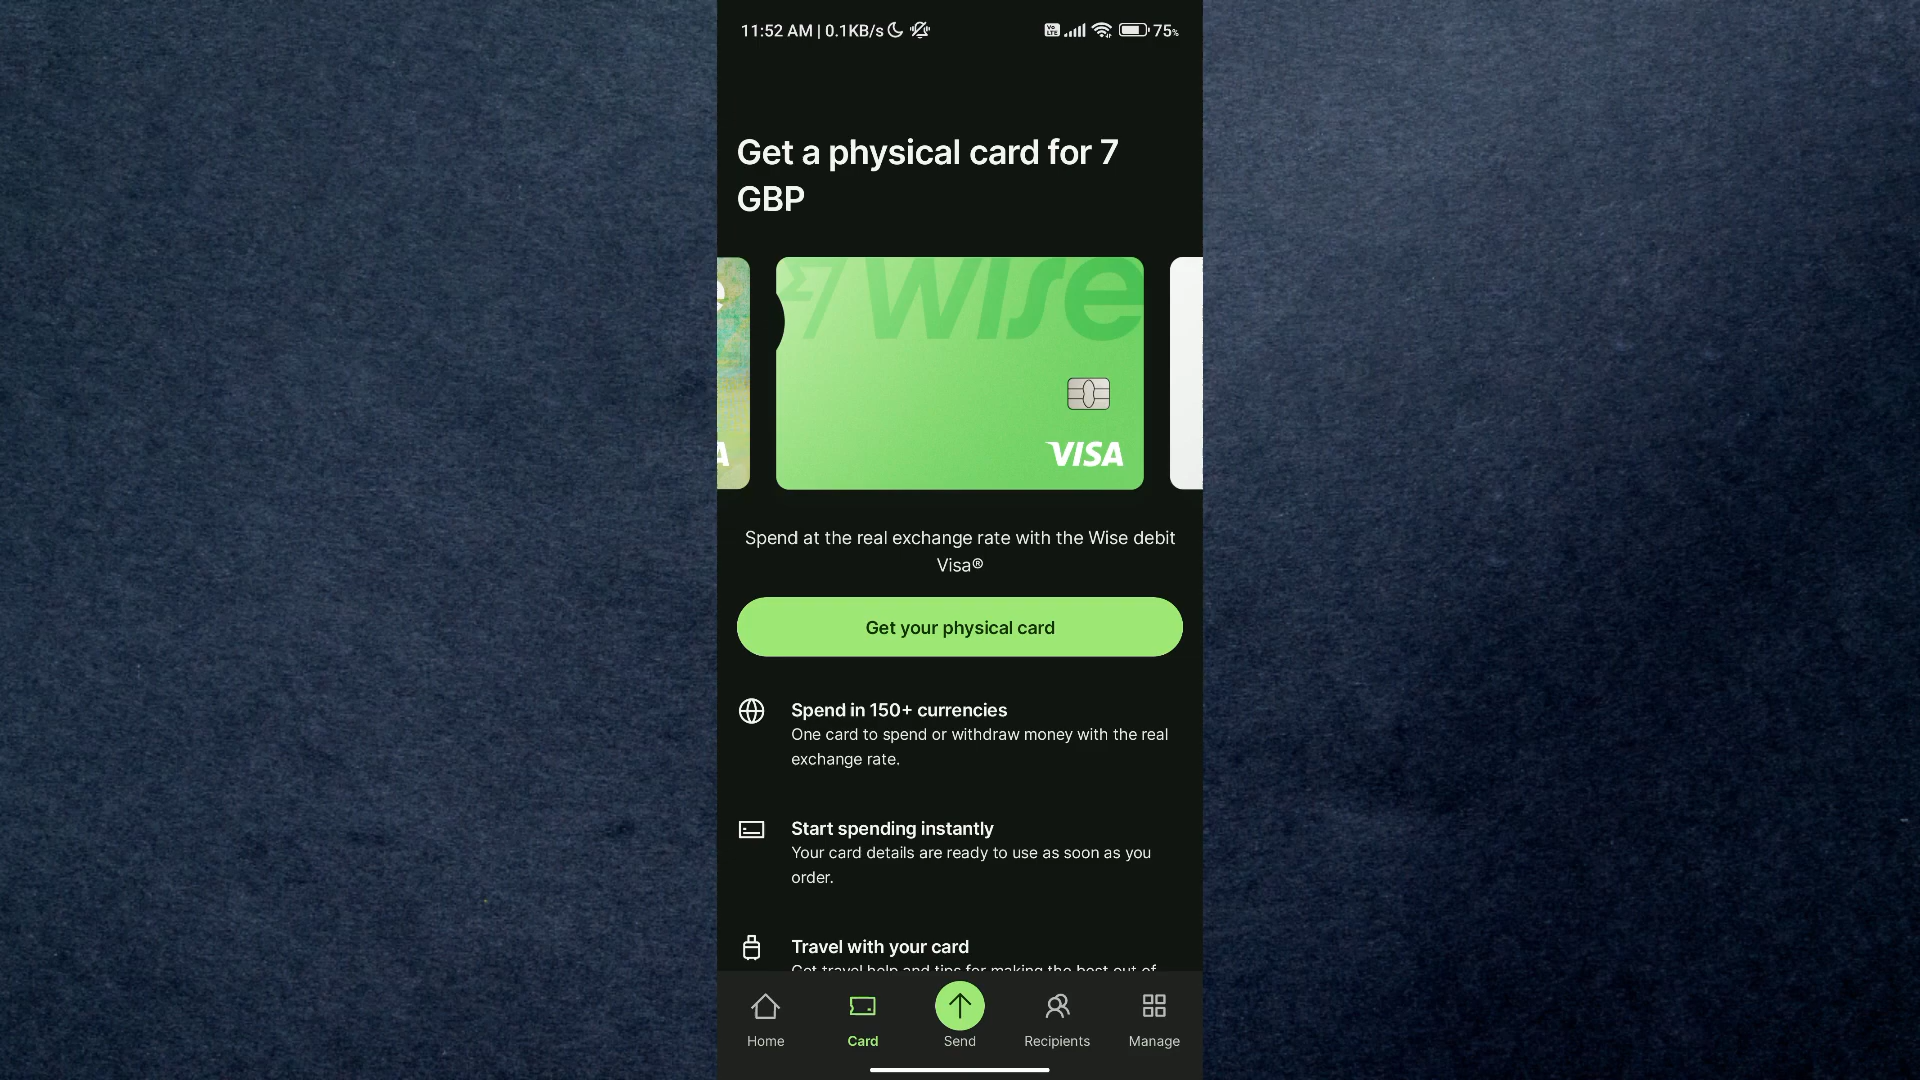 11:52 AM | 0.1KB/s
Vo LTE
75%
Get a physical card for 7
GBP
e
wise
VISA
A
Spend at the real exchange rate with the Wise debit
Visa®
Get your physical card
Spend in 150+ currencies
One card to spend or withdraw money with the real
exchange rate.
Start spending instantly
Your card details are ready to use as soon as you
order.
Travel with your card
Get travel help and tips for making the best out of
Home
Card
Send
Recipients
Manage